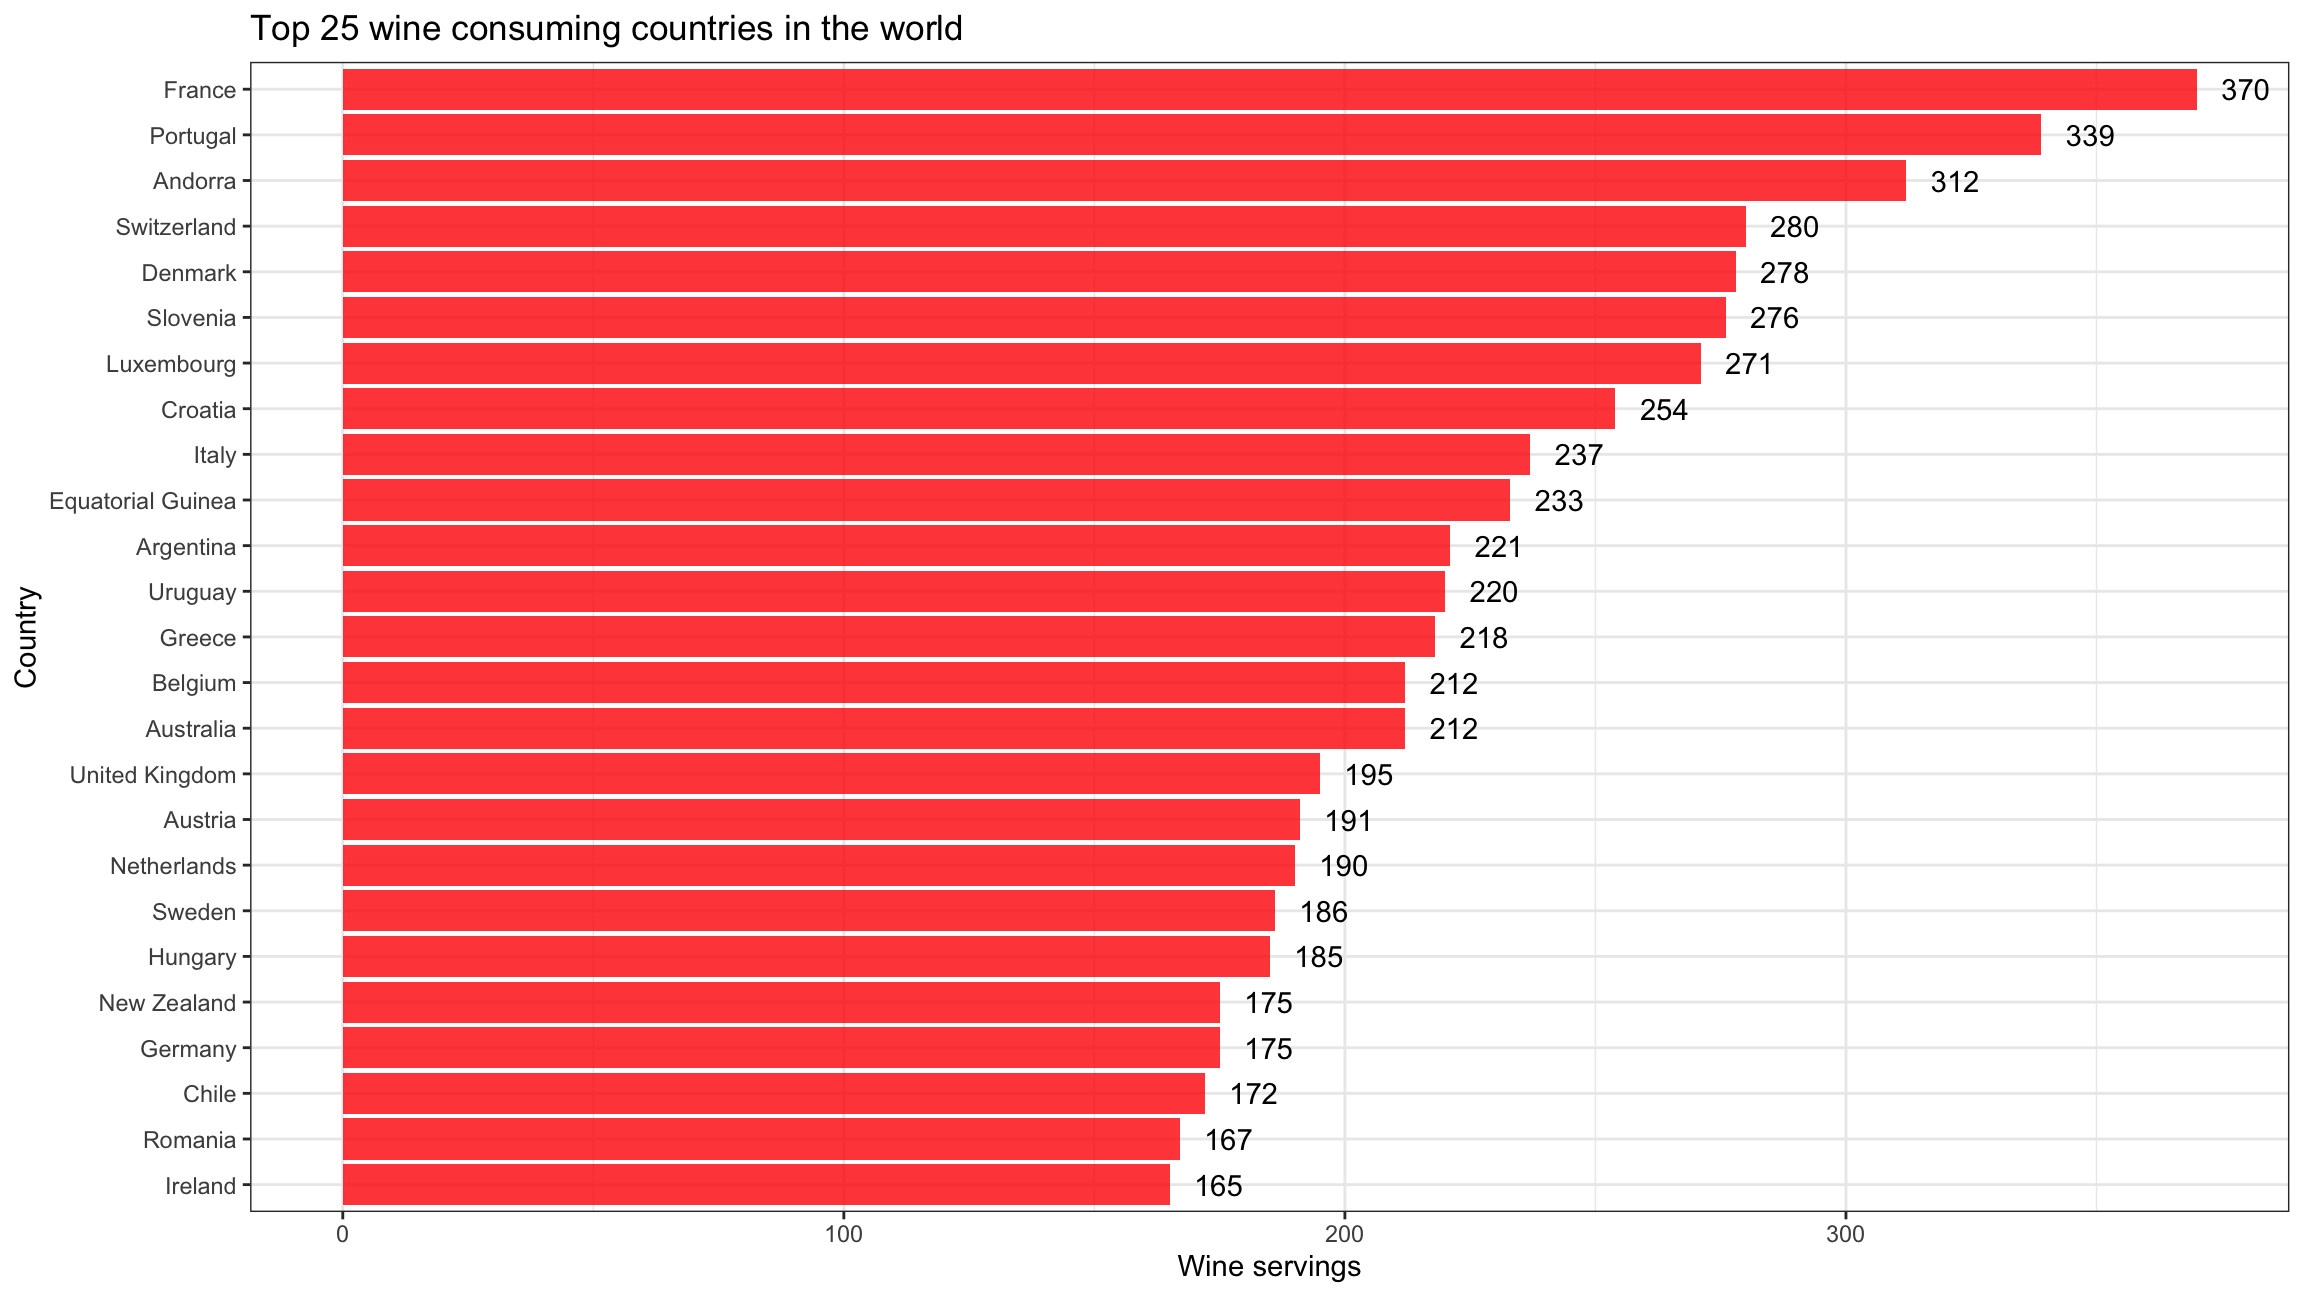 Top 25 wine consuming countries in the world
Country
France 370
Portugal 339
Andorra 312
Switzerland 280
Denmark 278
Slovenia 276
Luxembourg 271
Croatia 254
Italy 237
Equatorial Guinea 233
Argentina 221
Uruguay 220
Greece 218
Belgium 212
Australia 212
United Kingdom 195
Austria 191
Netherlands 190
Sweden 186
Hungary 185
New Zealand 175
Germany 175
Chile 172
Romania 167
Ireland 165
0 100 200 300
Wine servings